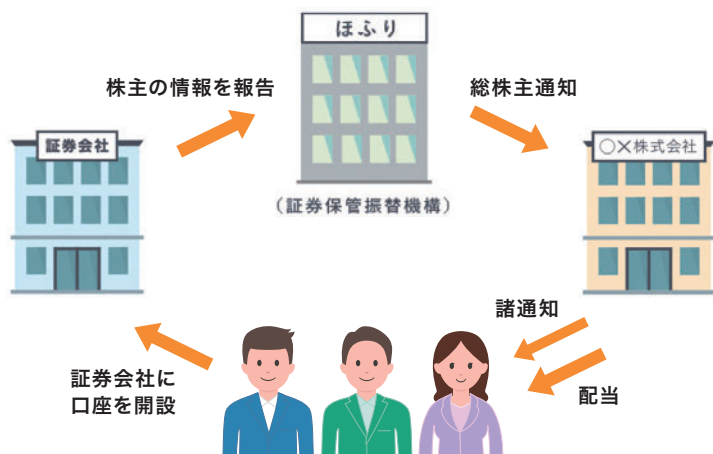 ほふり
株主の情報を報告
総株主通知
証券会社
○×株式会社
（証券保管振替機構）
諸通知
証券会社に
口座を開設
配当